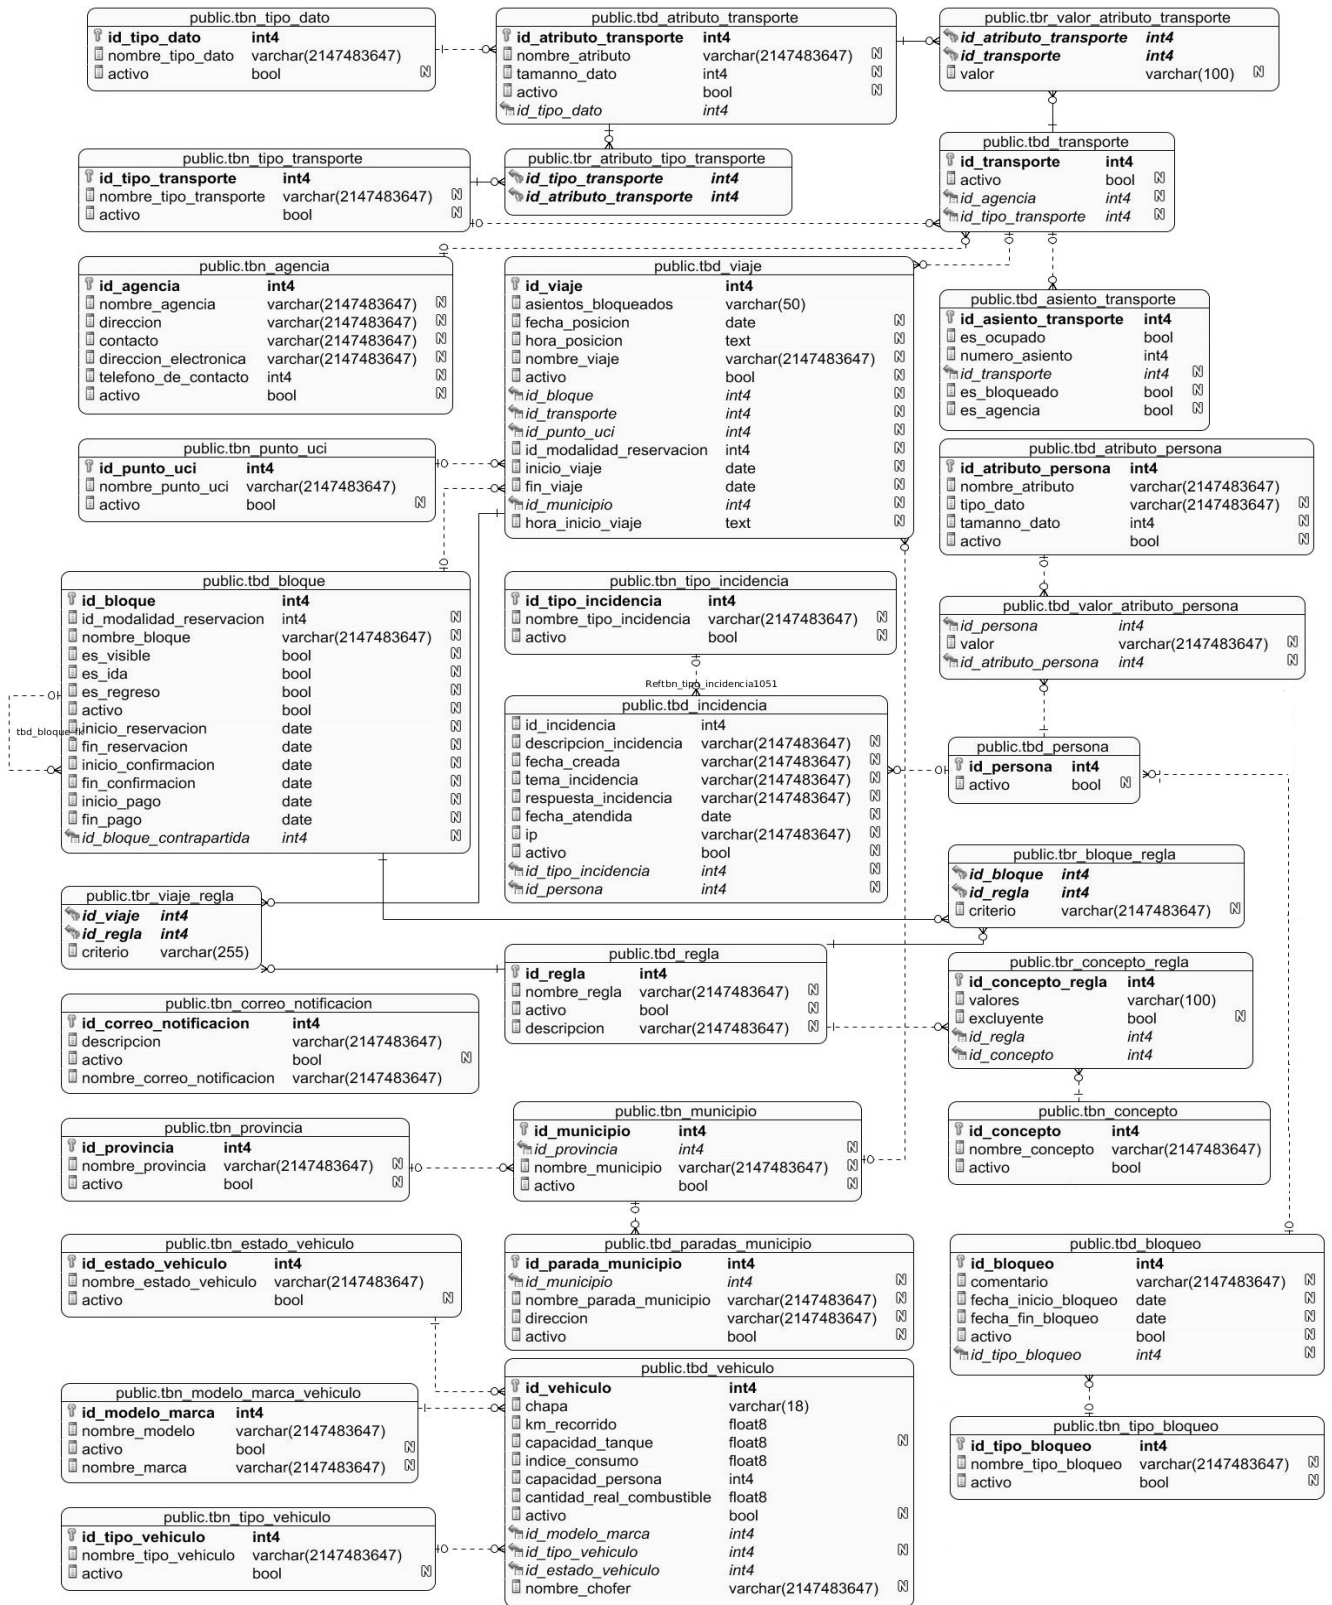 public.tbn_tipo_dato
id_tipo_dato int4
nombre_tipo_dato varchar(2147483647)
activo bool N
public.tbd_atributo_transporte
id_atributo_transporte int4
nombre_atributo varchar(2147483647) N
tamanno_dato int4 N
activo bool N
id_tipo_dato int4
public.tbr_valor_atributo_transporte
id_atributo_transporte int4
id_transporte int4
valor varchar(100) N
public.tbn_tipo_transporte
id_tipo_transporte int4
nombre_tipo_transporte varchar(2147483647) N
activo bool N
public.tbr_atributo_tipo_transporte
id_tipo_transporte int4
id_atributo_transporte int4
public.tbd_transporte
id_transporte int4
activo bool N
id_agencia int4 N
id_tipo_transporte int4 N
public.tbn_agencia
id_agencia int4
nombre_agencia varchar(2147483647) N
direccion varchar(2147483647) N
contacto varchar(2147483647) N
direccion_electronica varchar(2147483647) N
telefono_de_contacto int4 N
activo bool N
public.tbd_viaje
id_viaje int4
asientos_bloqueados varchar(50)
fecha_posicion date N
hora_posicion text N
nombre_viaje varchar(2147483647) N
activo bool N
id_bloque int4 N
id_transporte int4 N
id_punto_uci int4 N
id_modalidad_reservacion int4 N
inicio_viaje date N
fin_viaje date N
id_municipio int4 N
hora_inicio_viaje text N
public.tbd_asiento_transporte
id_asiento_transporte int4
es_ocupado bool
numero_asiento int4
id_transporte int4 N
es_bloqueado bool N
es_agencia bool N
public.tbn_punto_uci
id_punto_uci int4
nombre_punto_uci varchar(2147483647)
activo bool N
public.tbd_atributo_persona
id_atributo_persona int4
nombre_atributo varchar(2147483647)
tipo_dato varchar(2147483647) N
tamanno_dato int4 N
activo bool N
public.tbd_bloque
id_bloque int4
id_modalidad_reservacion int4 N
nombre_bloque varchar(2147483647) N
es_visible bool N
es_ida bool N
es_regreso bool N
activo bool N
inicio_reservacion date N
fin_reservacion date N
inicio_confirmacion date N
fin_confirmacion date N
inicio_pago date N
fin_pago date N
id_bloque_contrapartida int4 N
public.tbn_tipo_incidencia
id_tipo_incidencia int4
nombre_tipo_incidencia varchar(2147483647) N
activo bool N
public.tbd_valor_atributo_persona
id_persona int4
valor varchar(2147483647) N
id_atributo_persona int4 N
Reftbn_tipo_incidencia1051
public.tbd_incidencia
id_incidencia int4
descripcion_incidencia varchar(2147483647) N
fecha_creada varchar(2147483647) N
tema_incidencia varchar(2147483647) N
respuesta_incidencia varchar(2147483647) N
fecha_atendida date N
ip varchar(2147483647) N
activo bool N
id_tipo_incidencia int4 N
id_persona int4 N
public.tbd_persona
id_persona int4
activo bool N
public.tbr_bloque_regla
id_bloque int4
id_regla int4
criterio varchar(2147483647) N
public.tbr_viaje_regla
id_viaje int4
id_regla int4
criterio varchar(255)
public.tbd_regla
id_regla int4
nombre_regla varchar(2147483647) N
activo bool N
descripcion varchar(2147483647) N
public.tbr_concepto_regla
id_concepto_regla int4
valores varchar(100)
excluyente bool N
id_regla int4
id_concepto int4
public.tbn_correo_notificacion
id_correo_notificacion int4
descripcion varchar(2147483647)
activo bool N
nombre_correo_notificacion varchar(2147483647)
public.tbn_provincia
id_provincia int4
nombre_provincia varchar(2147483647) N
activo bool N
public.tbn_municipio
id_municipio int4
id_provincia int4 N
nombre_municipio varchar(2147483647) N
activo bool N
public.tbn_concepto
id_concepto int4
nombre_concepto varchar(2147483647)
activo bool
public.tbn_estado_vehiculo
id_estado_vehiculo int4
nombre_estado_vehiculo varchar(2147483647)
activo bool N
public.tbd_paradas_municipio
id_parada_municipio int4
id_municipio int4 N
nombre_parada_municipio varchar(2147483647) N
direccion varchar(2147483647) N
activo bool N
public.tbd_bloqueo
id_bloqueo int4
comentario varchar(2147483647) N
fecha_inicio_bloqueo date N
fecha_fin_bloqueo date N
activo bool N
id_tipo_bloqueo int4 N
public.tbn_modelo_marca_vehiculo
id_modelo_marca int4
nombre_modelo varchar(2147483647)
activo bool N
nombre_marca varchar(2147483647) N
public.tbd_vehiculo
id_vehiculo int4
chapa varchar(18)
km_recorrido float8
capacidad_tanque float8 N
indice_consumo float8
capacidad_persona int4
cantidad_real_combustible float8
activo bool N
id_modelo_marca int4
id_tipo_vehiculo int4 N
id_estado_vehiculo int4
nombre_chofer varchar(2147483647) N
public.tbn_tipo_bloqueo
id_tipo_bloqueo int4
nombre_tipo_bloqueo varchar(2147483647) N
activo bool N
public.tbn_tipo_vehiculo
id_tipo_vehiculo int4
nombre_tipo_vehiculo varchar(2147483647)
activo bool N